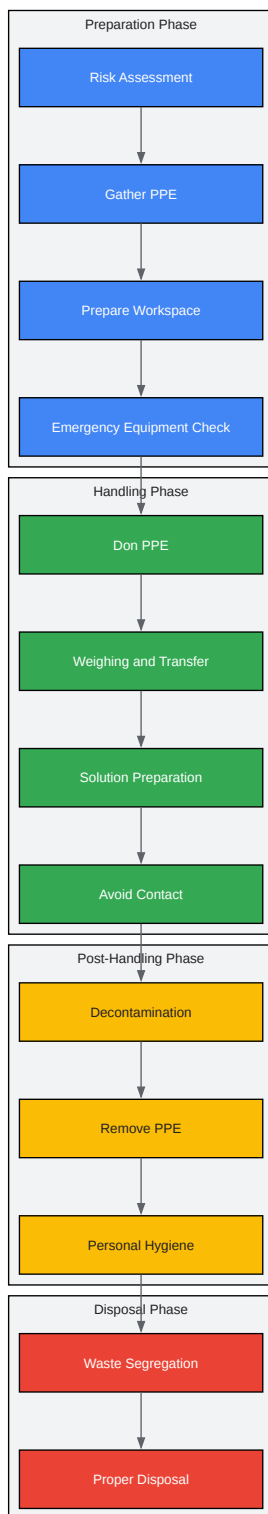 Preparation Phase
Risk Assessment
Gather PPE
Prepare Workspace
Emergency Equipment Check
Handling Phase
Don PPE
Weighing and Transfer
Solution Preparation
Avoid Contact
Post-Handling Phase
Decontamination
Remove PPE
Personal Hygiene
Disposal Phase
Waste Segregation
Proper Disposal